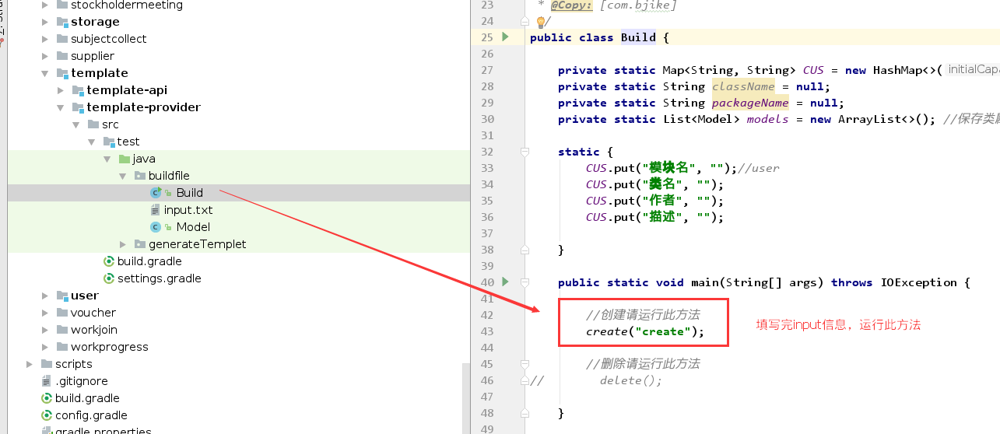 stockholdermeeting
storage
subjectcollect
supplier
template
template-api
template-provider
src
test
java
buildfile
Build
input.txt
Model
generateTemplet
build.gradle
settings.gradle
user
voucher
workjoin
workprogress
scripts
.gitignore
build.gradle
config.gradle
gradle.properties
23 * @Copy: [com.bjike]
24 */
25 public class Build {
26
27 private static Map<String, String> CUS = new HashMap<>( initialCapa
28 private static String className = null;
29 private static String packageName = null;
30 private static List<Model> models = new ArrayList<>(); //保存类属
31
32 static {
33 CUS.put("模块名", "");//user
34 CUS.put("类名", "");
35 CUS.put("作者", "");
36 CUS.put("描述", "");
37
38 }
39
40 public static void main(String[] args) throws IOException {
41
42 //创建请运行此方法
43 create("create");
44
45 //删除请运行此方法
46 // delete();
47
48 }
49
填写完input信息，运行此方法